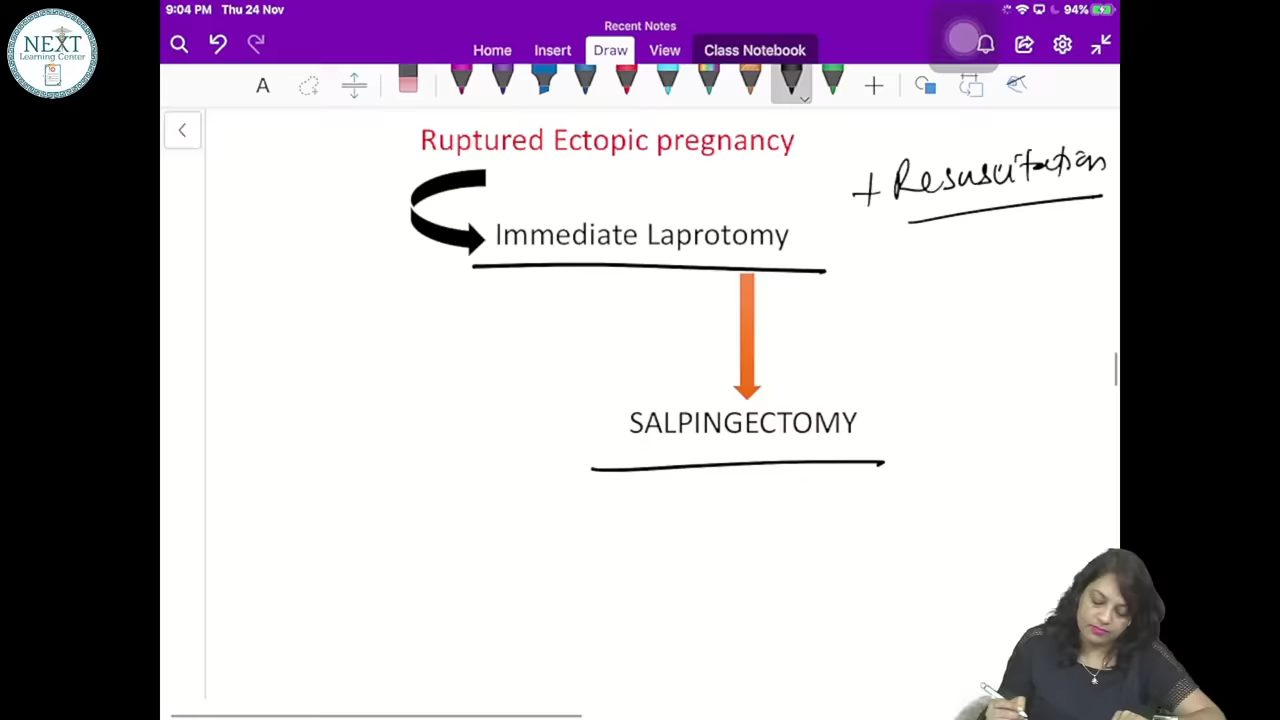 9:04 PM Thu 24 Nov
94%
Recent Notes
Home Insert Draw View Class Notebook
NEXT
Learning Center
A
Ruptured Ectopic pregnancy
+ Resuscitation
Immediate Laprotomy
SALPINGECTOMY